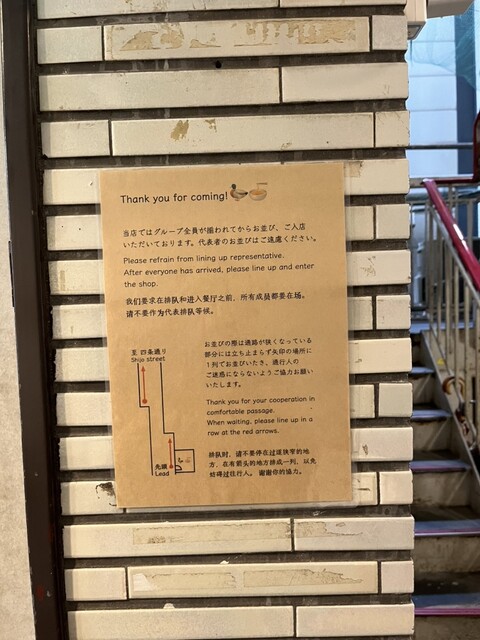 Thank you for coming!
当店ではグループ全員が揃われてからお並び、ご入店
いただいております。代表者のお並びはご遠慮ください。
Please refrain from lining up representative.
After everyone has arrived, please line up and enter
the shop.
我们要求在排队和进入餐厅之前，所有成员都要在场。
请不要作为代表排队等候。
お並びの際は通路が狭くなっている
部分には立ち止まらず矢印の場所に
1列でお並びいただき、通行人の
ご迷惑にならないようご協力お願い
いたします。
Thank you for your cooperation in
comfortable passage.
When waiting, please line up in a
row at the red arrows.
排队时，请不要停在过道狭窄的地
方，在有箭头的地方排成一列，以免
妨碍过往行人。谢谢你的协力。
至 四条通り
Shijo street
先頭
Lead